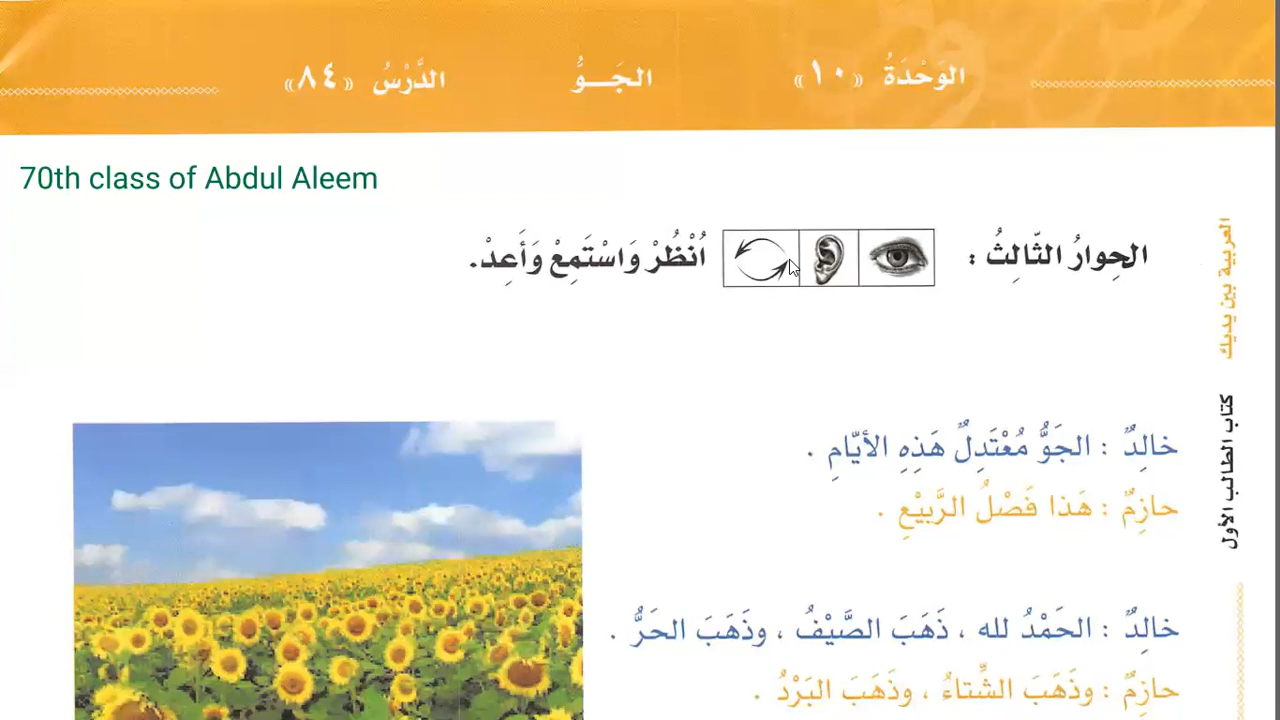 الوَحْدَةُ «١٠» الجَـــوُّ الدَّرْسُ «٨٤»
70th class of Abdul Aleem
الحِوارُ الثّالِثُ : اُنْظُرْ وَاسْتَمِعْ وَأَعِدْ.
خالِدٌ : الجَوُّ مُعْتَدِلٌ هَذِهِ الأيّامِ .
حازِمٌ : هَذا فَصْلُ الرَّبِيْعِ .
خالِدٌ : الحَمْدُ لله ، ذَهَبَ الصَّيْفُ ، وذَهَبَ الحَرُّ .
حازِمٌ : وذَهَبَ الشِّتاءُ ، وذَهَبَ البَرْدُ .
العربية بين يديك
كتاب الطالب الأول